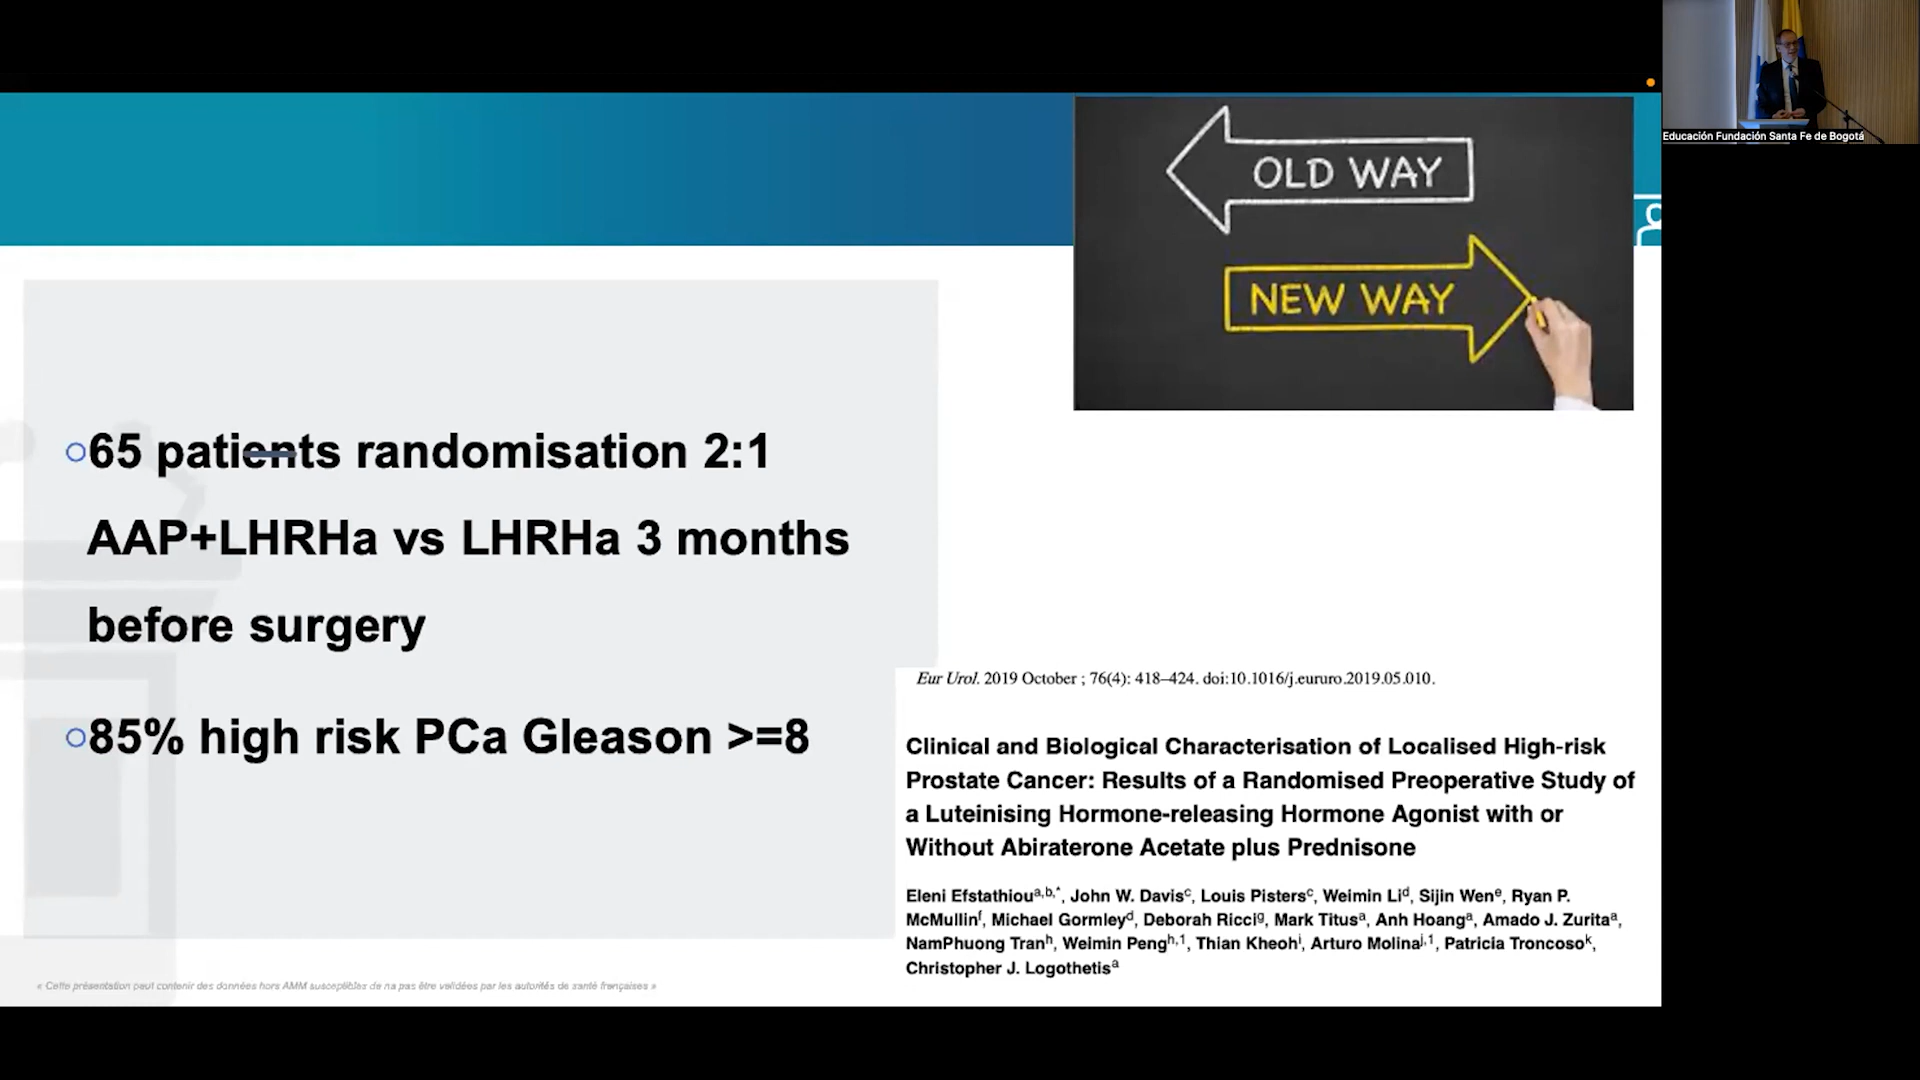 Educación Fundación Santa Fe de Bogotá
OLD WAY
NEW WAY
○65 patients randomisation 2:1
AAP+LHRHa vs LHRHa 3 months
before surgery
○85% high risk PCa Gleason >=8
Eur Urol. 2019 October ; 76(4): 418–424. doi:10.1016/j.eururo.2019.05.010.
Clinical and Biological Characterisation of Localised High-risk
Prostate Cancer: Results of a Randomised Preoperative Study of
a Luteinising Hormone-releasing Hormone Agonist with or
Without Abiraterone Acetate plus Prednisone
Eleni Efstathiou^a,b,*, John W. Davis^c, Louis Pisters^c, Weimin Li^d, Sijin Wen^e, Ryan P.
McMullin^f, Michael Gormley^d, Deborah Ricci^g, Mark Titus^a, Anh Hoang^a, Amado J. Zurita^a,
NamPhuong Tran^h, Weimin Peng^h,1, Thian Kheoh^i, Arturo Molina^j,1, Patricia Troncoso^k,
Christopher J. Logothetis^a
« Cette présentation peut contenir des données hors AMM susceptibles de na pas être validées par les autorités de santé françaises »